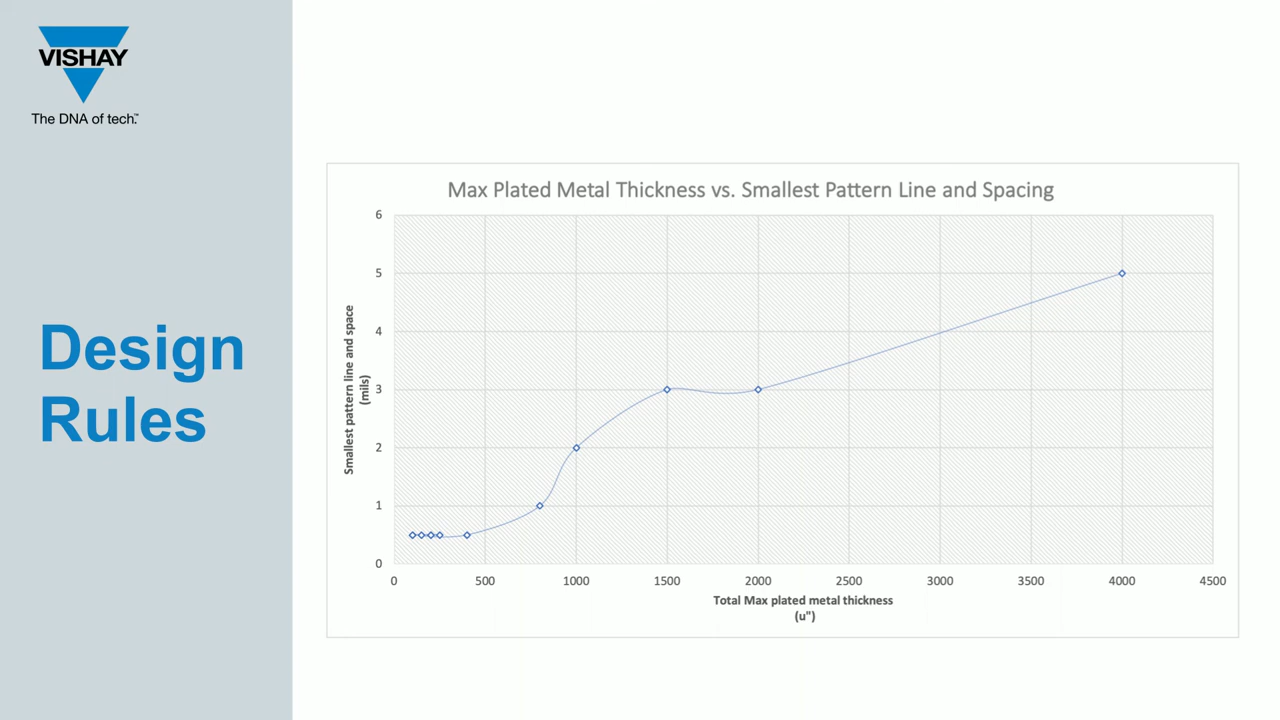 VISHAY
The DNA of tech.™
Design
Rules
Max Plated Metal Thickness vs. Smallest Pattern Line and Spacing
6
5
4
3
2
1
0
Smallest pattern line and space
(mils)
0 500 1000 1500 2000 2500 3000 3500 4000 4500
Total Max plated metal thickness
(u")